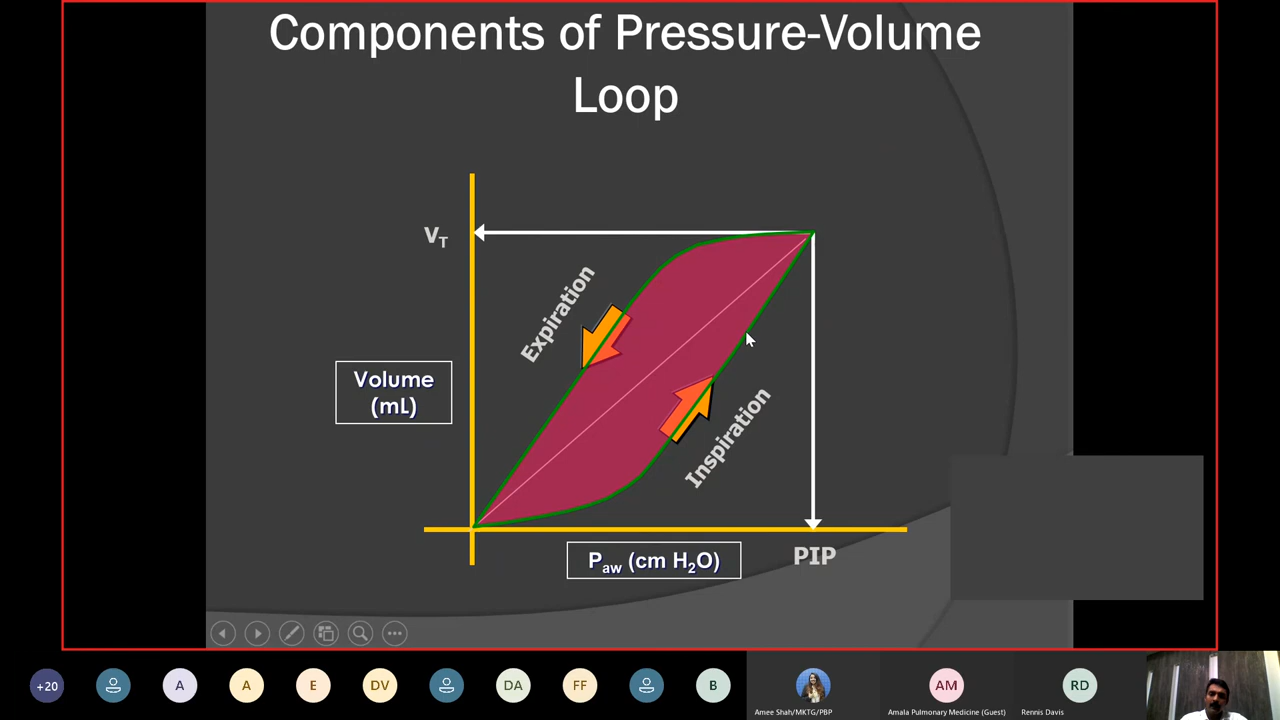 Components of Pressure-Volume
Loop
VT
Expiration
Volume
(mL)
Inspiration
Paw (cm H2O)
PIP
+20
A
A
E
DV
DA
FF
B
AM
RD
Amee Shah/MKTG/PBP
Amala Pulmonary Medicine (Guest)
Rennis Davis